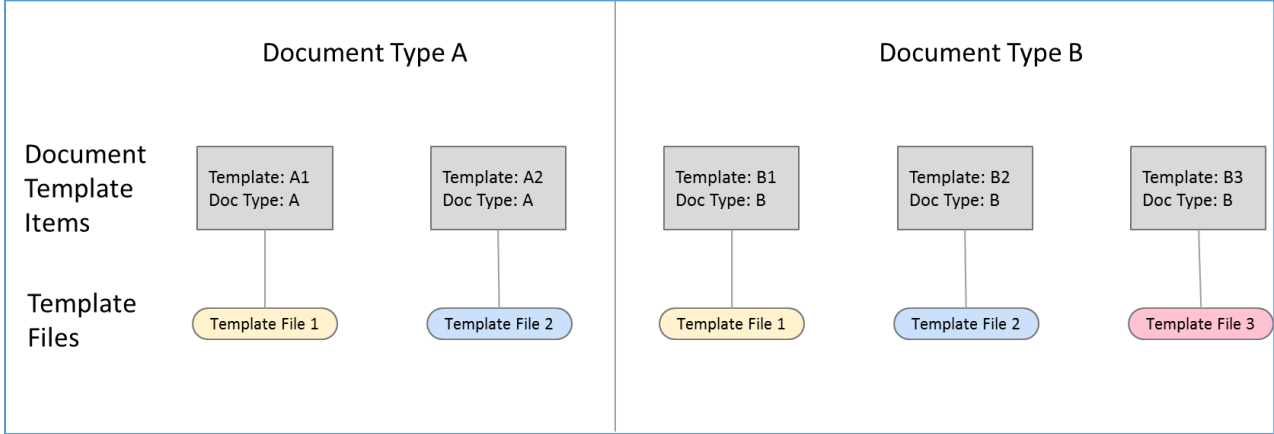 Document Type A
Document Type B
Document
Template
Items
Template: A1
Doc Type: A
Template: A2
Doc Type: A
Template: B1
Doc Type: B
Template: B2
Doc Type: B
Template: B3
Doc Type: B
Template
Files
Template File 1
Template File 2
Template File 1
Template File 2
Template File 3